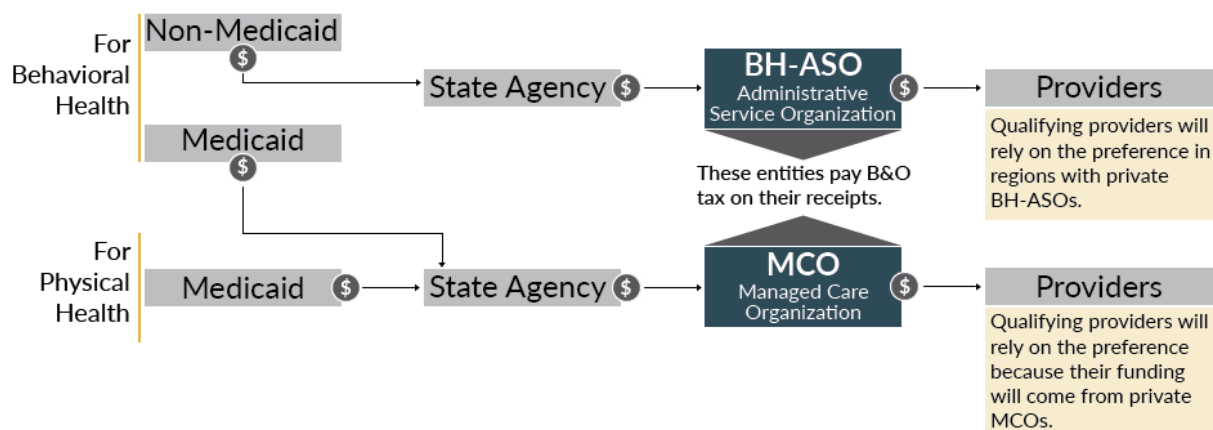 For
Behavioral
Health
Non-Medicaid
$
Medicaid
$
State Agency $
BH-ASO
Administrative
Service Organization
$
Providers
Qualifying providers will
rely on the preference in
regions with private
BH-ASOs.
These entities pay B&O
tax on their receipts.
For
Physical
Health
Medicaid $
State Agency $
MCO
Managed Care
Organization
$
Providers
Qualifying providers will
rely on the preference
because their funding
will come from private
MCOs.